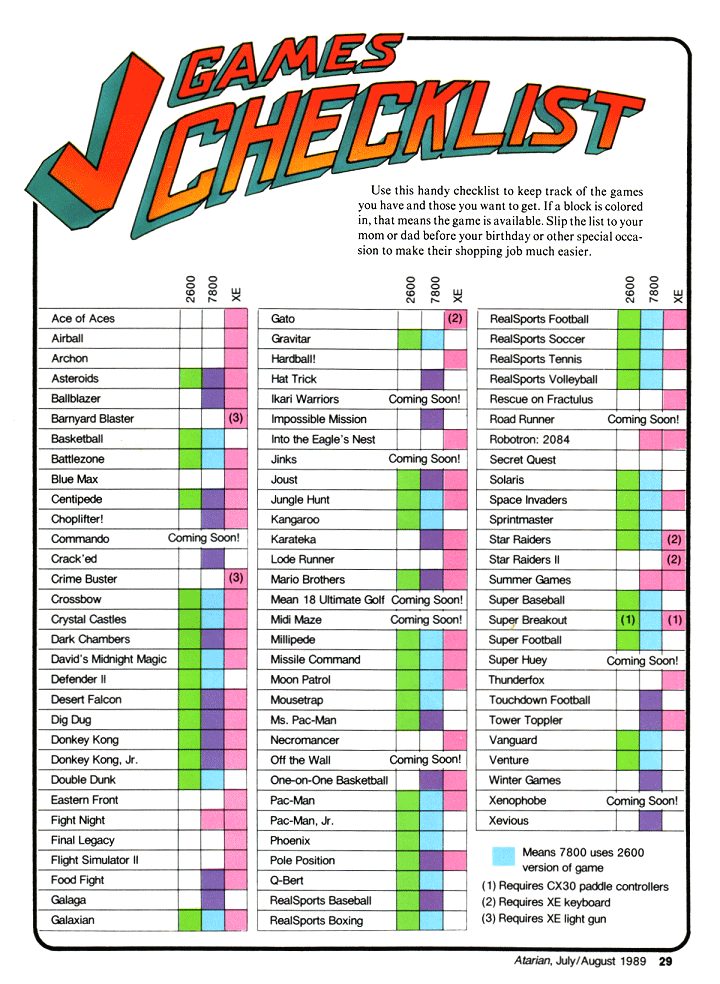 GAMES
CHECKLIST
Use this handy checklist to keep track of the games
you have and those you want to get. If a block is colored
in, that means the game is available. Slip the list to your
mom or dad before your birthday or other special occa-
sion to make their shopping job much easier.
2600 7800 XE
Ace of Aces
Airball
Archon
Asteroids
Ballblazer
Barnyard Blaster (3)
Basketball
Battlezone
Blue Max
Centipede
Choplifter!
Commando Coming Soon!
Crack'ed
Crime Buster (3)
Crossbow
Crystal Castles
Dark Chambers
David's Midnight Magic
Defender II
Desert Falcon
Dig Dug
Donkey Kong
Donkey Kong, Jr.
Double Dunk
Eastern Front
Fight Night
Final Legacy
Flight Simulator II
Food Fight
Galaga
Galaxian
2600 7800 XE
Gato (2)
Gravitar
Hardball!
Hat Trick
Ikari Warriors Coming Soon!
Impossible Mission
Into the Eagle's Nest
Jinks Coming Soon!
Joust
Jungle Hunt
Kangaroo
Karateka
Lode Runner
Mario Brothers
Mean 18 Ultimate Golf Coming Soon!
Midi Maze Coming Soon!
Millipede
Missile Command
Moon Patrol
Mousetrap
Ms. Pac-Man
Necromancer
Off the Wall Coming Soon!
One-on-One Basketball
Pac-Man
Pac-Man, Jr.
Phoenix
Pole Position
Q-Bert
RealSports Baseball
RealSports Boxing
2600 7800 XE
RealSports Football
RealSports Soccer
RealSports Tennis
RealSports Volleyball
Rescue on Fractulus
Road Runner Coming Soon!
Robotron: 2084
Secret Quest
Solaris
Space Invaders
Sprintmaster
Star Raiders (2)
Star Raiders II (2)
Summer Games
Super Baseball
Super Breakout (1) (1)
Super Football
Super Huey Coming Soon!
Thunderfox
Touchdown Football
Tower Toppler
Vanguard
Venture
Winter Games
Xenophobe Coming Soon!
Xevious
Means 7800 uses 2600
version of game
(1) Requires CX30 paddle controllers
(2) Requires XE keyboard
(3) Requires XE light gun
Atarian, July/August 1989 29